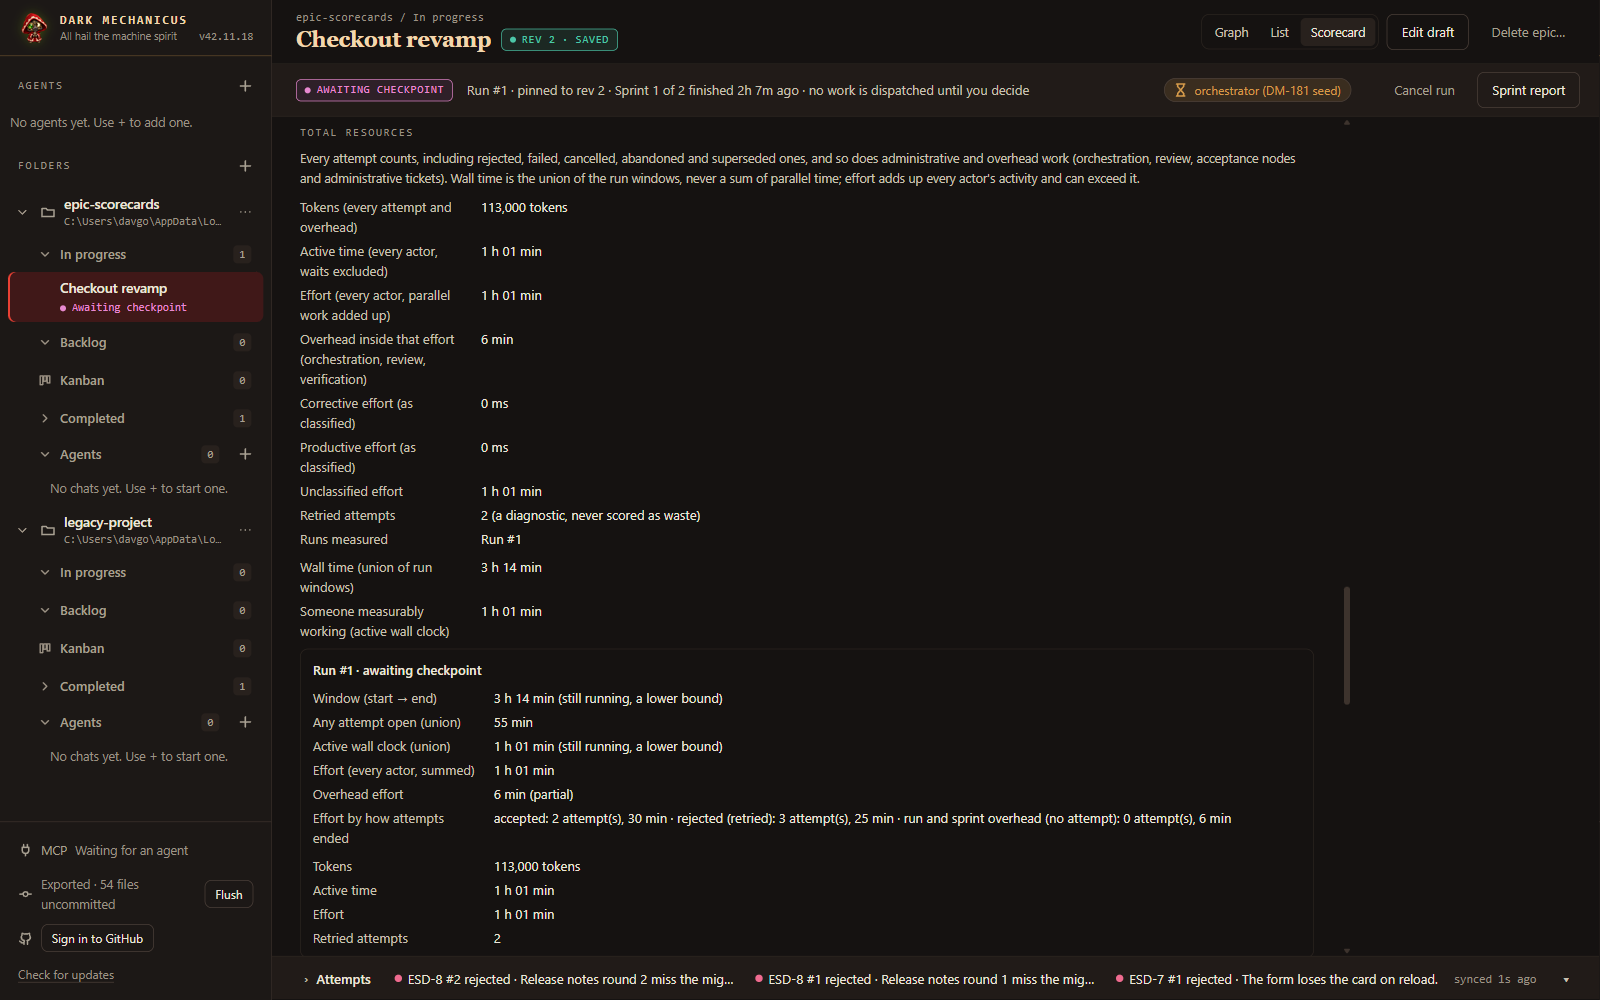 DARK MECHANICUS
All hail the machine spirit
v42.11.18
AGENTS
No agents yet. Use + to add one.
FOLDERS
epic-scorecards
C:\Users\davgo\AppData\Lo…
In progress
1
Checkout revamp
Awaiting checkpoint
Backlog
0
Kanban
0
Completed
1
Agents
0
No chats yet. Use + to start one.
legacy-project
C:\Users\davgo\AppData\Lo…
In progress
0
Backlog
0
Kanban
0
Completed
1
Agents
0
No chats yet. Use + to start one.
MCP Waiting for an agent
Exported · 54 files
uncommitted
Flush
Sign in to GitHub
Check for updates
epic-scorecards / In progress
Checkout revamp
REV 2 · SAVED
Graph
List
Scorecard
Edit draft
Delete epic…
AWAITING CHECKPOINT
Run #1 · pinned to rev 2 · Sprint 1 of 2 finished 2h 7m ago · no work is dispatched until you decide
orchestrator (DM-181 seed)
Cancel run
Sprint report
TOTAL RESOURCES
Every attempt counts, including rejected, failed, cancelled, abandoned and superseded ones, and so does administrative and overhead work (orchestration, review, acceptance nodes
and administrative tickets). Wall time is the union of the run windows, never a sum of parallel time; effort adds up every actor's activity and can exceed it.
Tokens (every attempt and
overhead)
113,000 tokens
Active time (every actor,
waits excluded)
1 h 01 min
Effort (every actor, parallel
work added up)
1 h 01 min
Overhead inside that effort
(orchestration, review,
verification)
6 min
Corrective effort (as
classified)
0 ms
Productive effort (as
classified)
0 ms
Unclassified effort
1 h 01 min
Retried attempts
2 (a diagnostic, never scored as waste)
Runs measured
Run #1
Wall time (union of run
windows)
3 h 14 min
Someone measurably
working (active wall clock)
1 h 01 min
Run #1 · awaiting checkpoint
Window (start → end)
3 h 14 min (still running, a lower bound)
Any attempt open (union)
55 min
Active wall clock (union)
1 h 01 min (still running, a lower bound)
Effort (every actor, summed)
1 h 01 min
Overhead effort
6 min (partial)
Effort by how attempts
ended
accepted: 2 attempt(s), 30 min · rejected (retried): 3 attempt(s), 25 min · run and sprint overhead (no attempt): 0 attempt(s), 6 min
Tokens
113,000 tokens
Active time
1 h 01 min
Effort
1 h 01 min
Retried attempts
2
Attempts
ESD-8 #2 rejected · Release notes round 2 miss the mig…
ESD-8 #1 rejected · Release notes round 1 miss the mig…
ESD-7 #1 rejected · The form loses the card on reload.
synced 1s ago